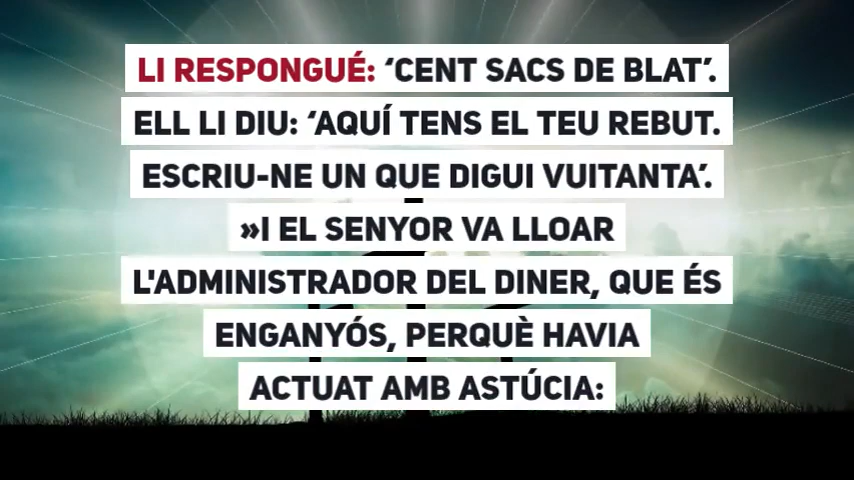 LI RESPONGUÉ: ‘CENT SACS DE BLAT’.
ELL LI DIU: ‘AQUÍ TENS EL TEU REBUT.
ESCRIU-NE UN QUE DIGUI VUITANTA’.
»I EL SENYOR VA LLOAR
L'ADMINISTRADOR DEL DINER, QUE ÉS
ENGANYÓS, PERQUÈ HAVIA
ACTUAT AMB ASTÚCIA: